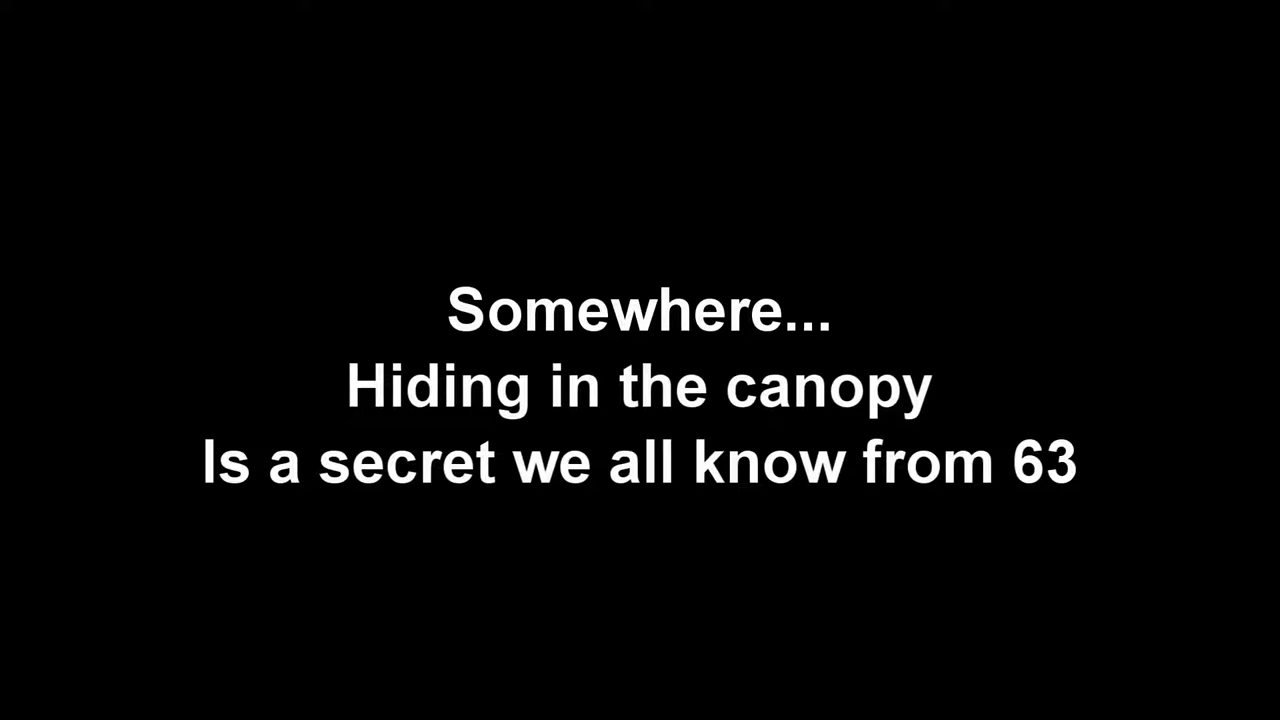 Somewhere...
Hiding in the canopy
Is a secret we all know from 63